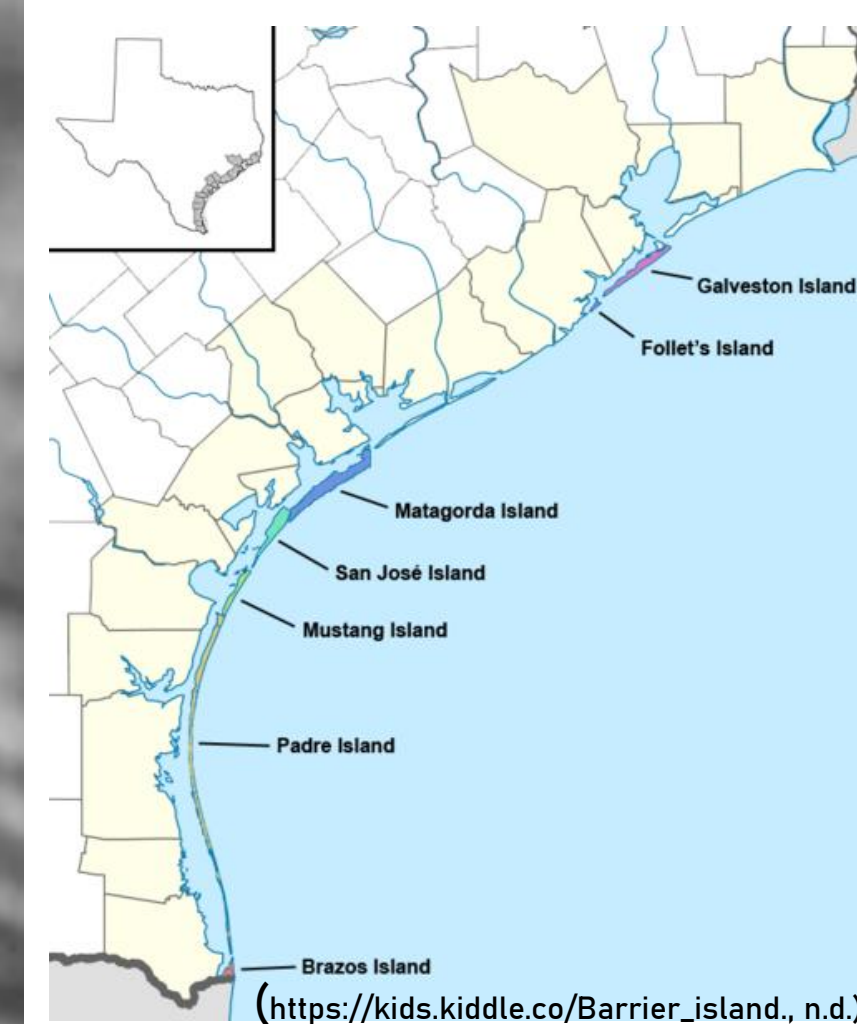 Galveston Island
Follet's Island
Matagorda Island
San José Island
Mustang Island
Padre Island
Brazos Island
(https://kids.kiddle.co/Barrier_island., n.d.)